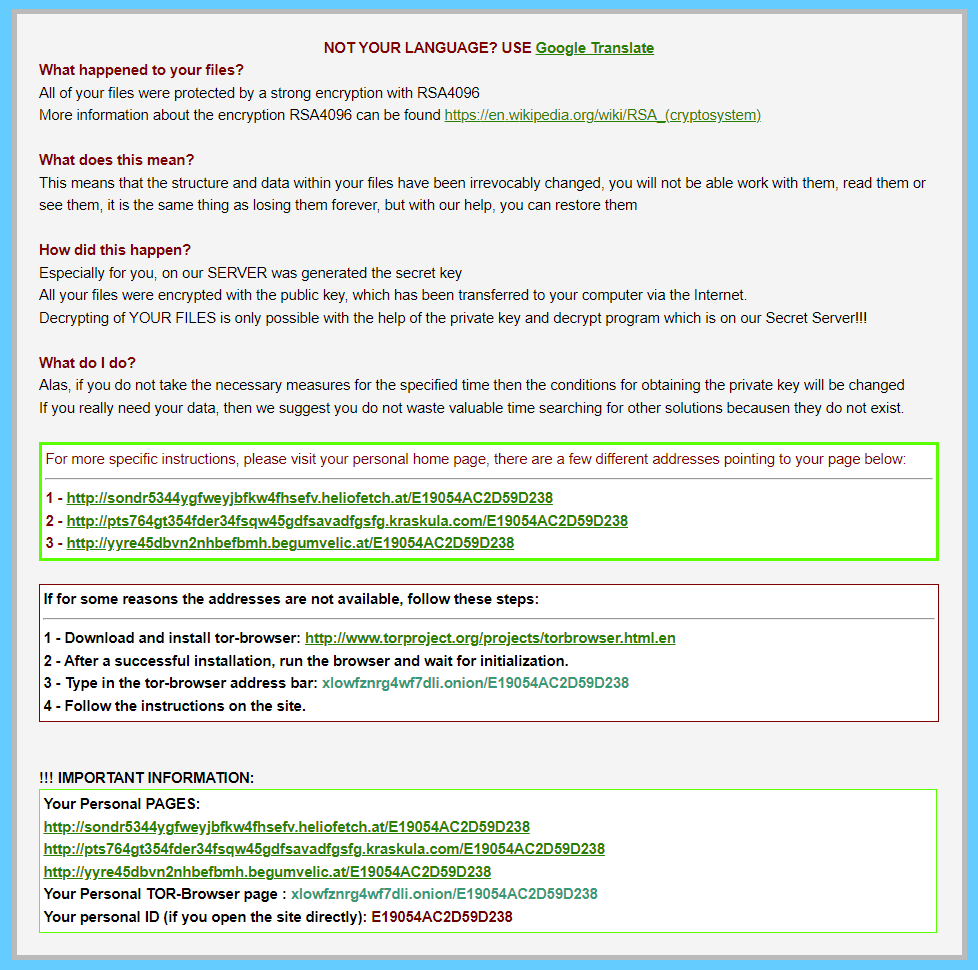 NOT YOUR LANGUAGE? USE Google Translate
What happened to your files?
All of your files were protected by a strong encryption with RSA4096
More information about the encryption RSA4096 can be found https://en.wikipedia.org/wiki/RSA_(cryptosystem)
What does this mean?
This means that the structure and data within your files have been irrevocably changed, you will not be able work with them, read them or
see them, it is the same thing as losing them forever, but with our help, you can restore them
How did this happen?
Especially for you, on our SERVER was generated the secret key
All your files were encrypted with the public key, which has been transferred to your computer via the Internet.
Decrypting of YOUR FILES is only possible with the help of the private key and decrypt program which is on our Secret Server!!!
What do I do?
Alas, if you do not take the necessary measures for the specified time then the conditions for obtaining the private key will be changed
If you really need your data, then we suggest you do not waste valuable time searching for other solutions becausen they do not exist.
For more specific instructions, please visit your personal home page, there are a few different addresses pointing to your page below:
1 - http://sondr5344ygfweyjbfkw4fhsefv.heliofetch.at/E19054AC2D59D238
2 - http://pts764gt354fder34fsqw45gdfsavadfgsfg.kraskula.com/E19054AC2D59D238
3 - http://yyre45dbvn2nhbefbmh.begumvelic.at/E19054AC2D59D238
If for some reasons the addresses are not available, follow these steps:
1 - Download and install tor-browser: http://www.torproject.org/projects/torbrowser.html.en
2 - After a successful installation, run the browser and wait for initialization.
3 - Type in the tor-browser address bar: xlowfznrg4wf7dli.onion/E19054AC2D59D238
4 - Follow the instructions on the site.
!!! IMPORTANT INFORMATION:
Your Personal PAGES:
http://sondr5344ygfweyjbfkw4fhsefv.heliofetch.at/E19054AC2D59D238
http://pts764gt354fder34fsqw45gdfsavadfgsfg.kraskula.com/E19054AC2D59D238
http://yyre45dbvn2nhbefbmh.begumvelic.at/E19054AC2D59D238
Your Personal TOR-Browser page : xlowfznrg4wf7dli.onion/E19054AC2D59D238
Your personal ID (if you open the site directly): E19054AC2D59D238